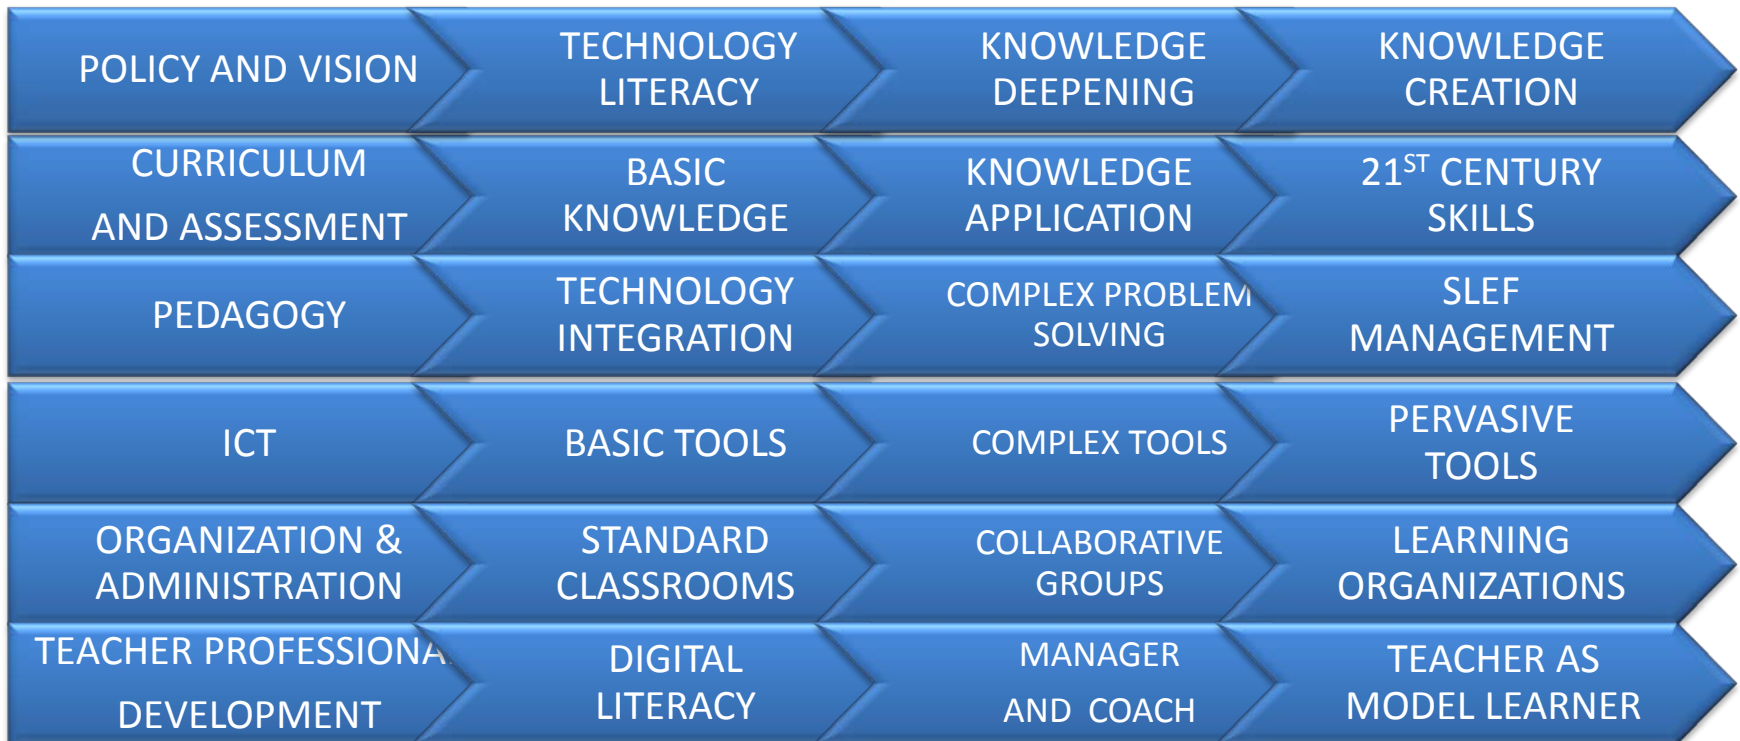 POLICY AND VISION
TECHNOLOGY
LITERACY
KNOWLEDGE
DEEPENING
KNOWLEDGE
CREATION
CURRICULUM
AND ASSESSMENT
BASIC
KNOWLEDGE
KNOWLEDGE
APPLICATION
21ST CENTURY
SKILLS
PEDAGOGY
TECHNOLOGY
INTEGRATION
COMPLEX PROBLEM
SOLVING
SLEF
MANAGEMENT
ICT
BASIC TOOLS
COMPLEX TOOLS
PERVASIVE
TOOLS
ORGANIZATION &
ADMINISTRATION
STANDARD
CLASSROOMS
COLLABORATIVE
GROUPS
LEARNING
ORGANIZATIONS
TEACHER PROFESSIONAL
DEVELOPMENT
DIGITAL
LITERACY
MANAGER
AND COACH
TEACHER AS
MODEL LEARNER